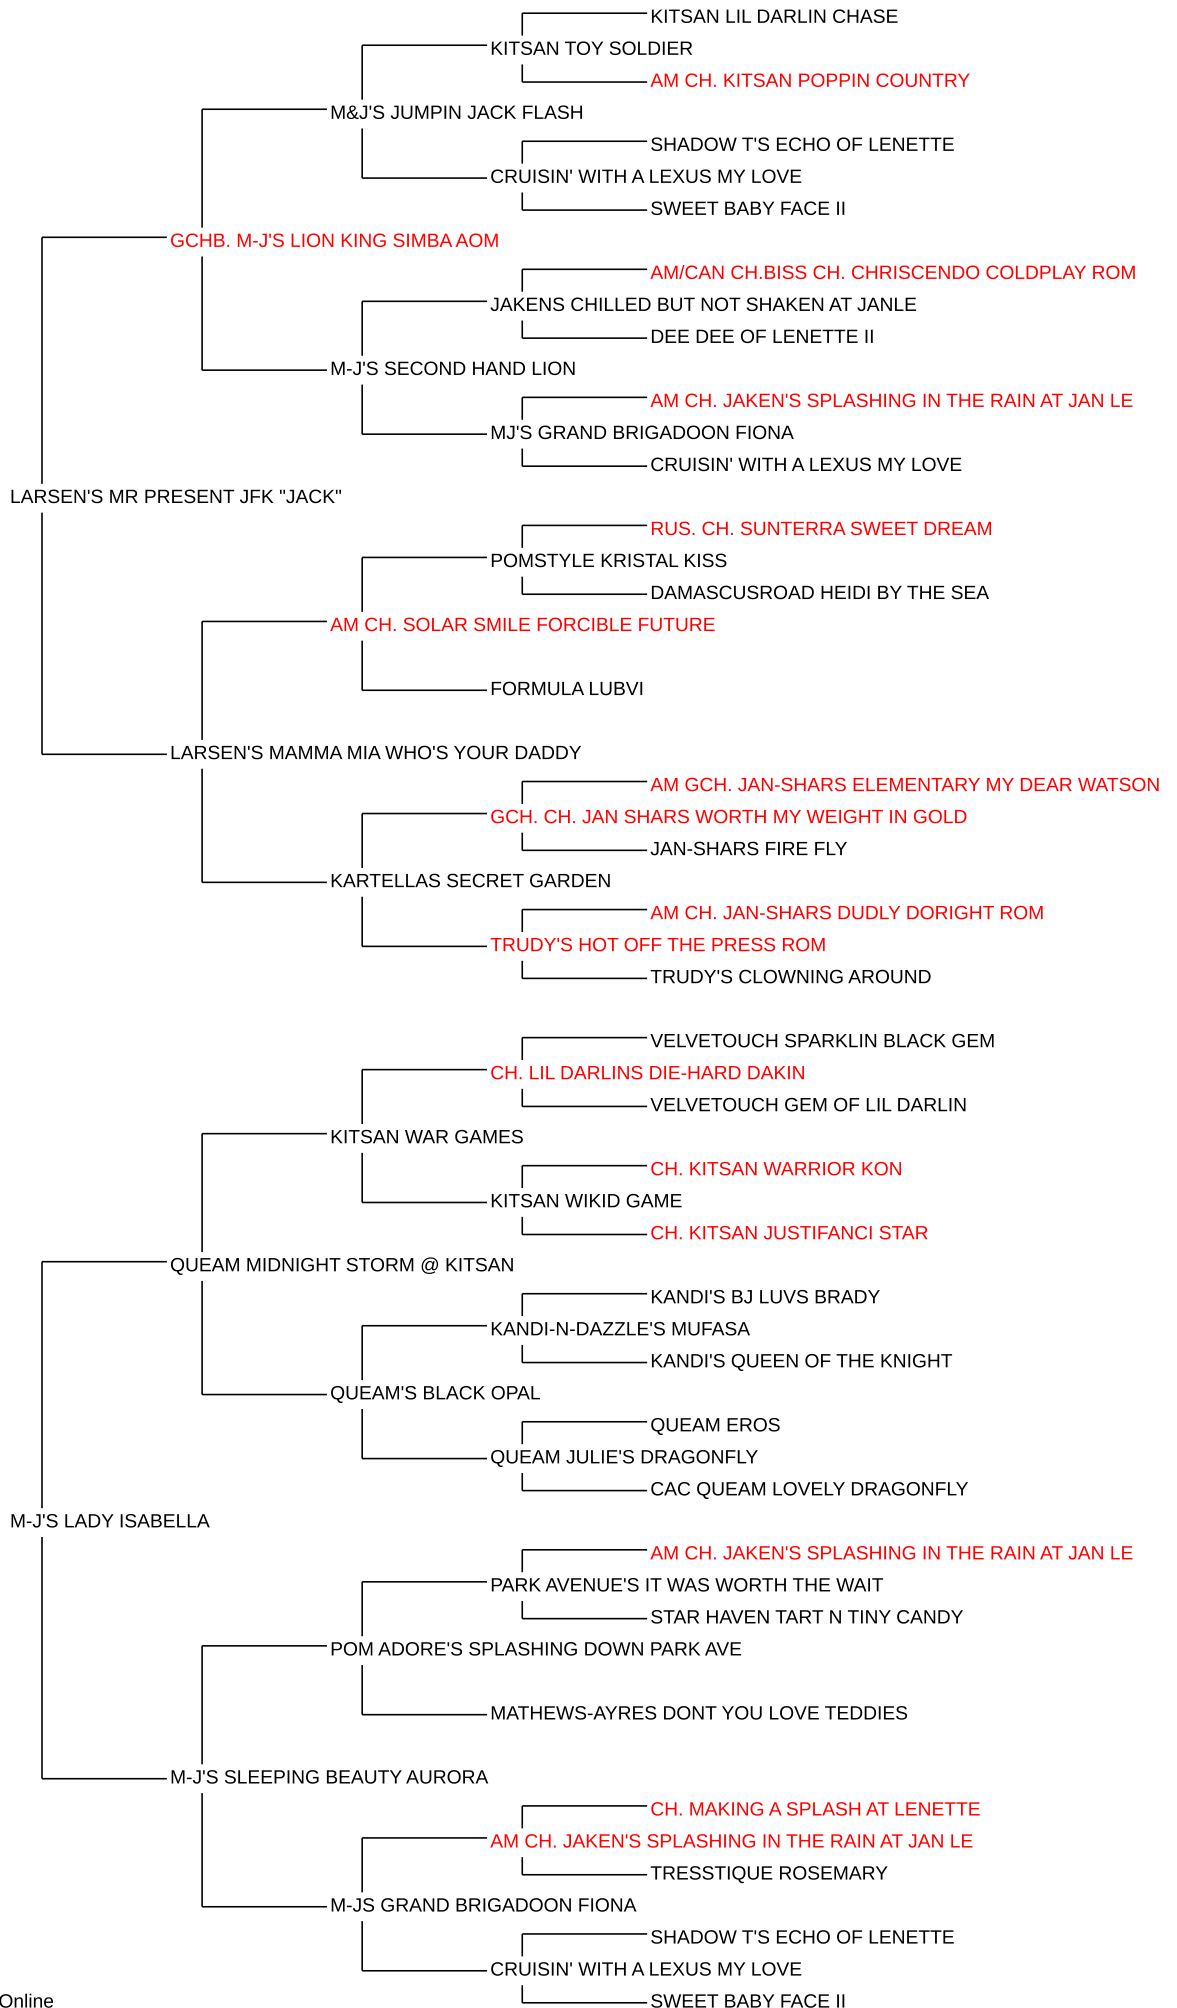 KITSAN LIL DARLIN CHASE
KITSAN TOY SOLDIER
AM CH. KITSAN POPPIN COUNTRY
M&J'S JUMPIN JACK FLASH
SHADOW T'S ECHO OF LENETTE
CRUISIN' WITH A LEXUS MY LOVE
SWEET BABY FACE II
GCHB. M-J'S LION KING SIMBA AOM
AM/CAN CH.BISS CH. CHRISCENDO COLDPLAY ROM
JAKENS CHILLED BUT NOT SHAKEN AT JANLE
DEE DEE OF LENETTE II
M-J'S SECOND HAND LION
AM CH. JAKEN'S SPLASHING IN THE RAIN AT JAN LE
MJ'S GRAND BRIGADOON FIONA
CRUISIN' WITH A LEXUS MY LOVE
LARSEN'S MR PRESENT JFK "JACK"
RUS. CH. SUNTERRA SWEET DREAM
POMSTYLE KRISTAL KISS
DAMASCUSROAD HEIDI BY THE SEA
AM CH. SOLAR SMILE FORCIBLE FUTURE
FORMULA LUBVI
LARSEN'S MAMMA MIA WHO'S YOUR DADDY
AM GCH. JAN-SHARS ELEMENTARY MY DEAR WATSON
GCH. CH. JAN SHARS WORTH MY WEIGHT IN GOLD
JAN-SHARS FIRE FLY
KARTELLAS SECRET GARDEN
AM CH. JAN-SHARS DUDLY DORIGHT ROM
TRUDY'S HOT OFF THE PRESS ROM
TRUDY'S CLOWNING AROUND
VELVETOUCH SPARKLIN BLACK GEM
CH. LIL DARLINS DIE-HARD DAKIN
VELVETOUCH GEM OF LIL DARLIN
KITSAN WAR GAMES
CH. KITSAN WARRIOR KON
KITSAN WIKID GAME
CH. KITSAN JUSTIFANCI STAR
QUEAM MIDNIGHT STORM @ KITSAN
KANDI'S BJ LUVS BRADY
KANDI-N-DAZZLE'S MUFASA
KANDI'S QUEEN OF THE KNIGHT
QUEAM'S BLACK OPAL
QUEAM EROS
QUEAM JULIE'S DRAGONFLY
CAC QUEAM LOVELY DRAGONFLY
M-J'S LADY ISABELLA
AM CH. JAKEN'S SPLASHING IN THE RAIN AT JAN LE
PARK AVENUE'S IT WAS WORTH THE WAIT
STAR HAVEN TART N TINY CANDY
POM ADORE'S SPLASHING DOWN PARK AVE
MATHEWS-AYRES DONT YOU LOVE TEDDIES
M-J'S SLEEPING BEAUTY AURORA
CH. MAKING A SPLASH AT LENETTE
AM CH. JAKEN'S SPLASHING IN THE RAIN AT JAN LE
TRESSTIQUE ROSEMARY
M-JS GRAND BRIGADOON FIONA
SHADOW T'S ECHO OF LENETTE
CRUISIN' WITH A LEXUS MY LOVE
Online
SWEET BABY FACE II